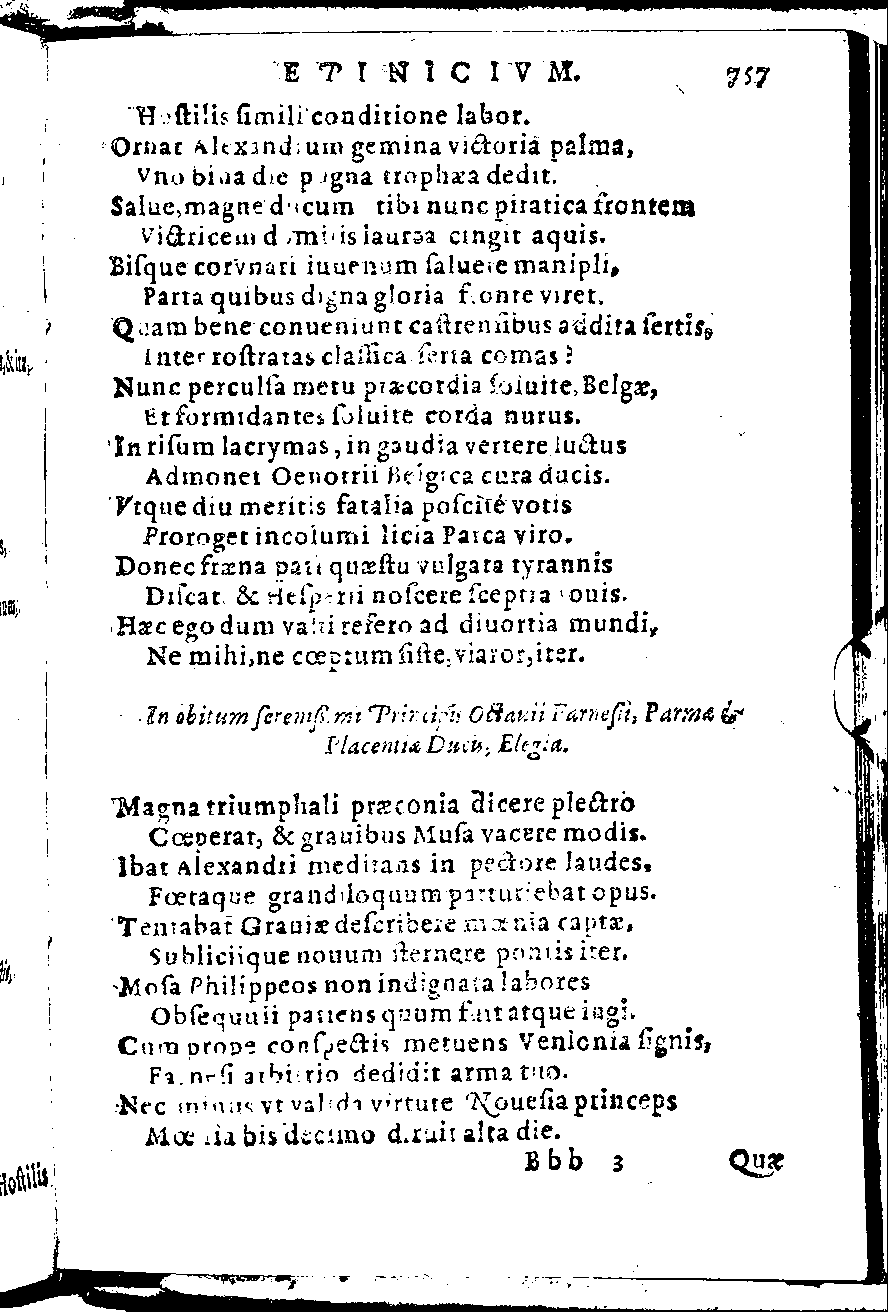 EPINICIVM. 757
Hoſtilis ſimili conditione labor.
Ornat Alexandrum gemina victoria palma,
Vno bina die pugna trophæa dedit.
Salue, magne ducum tibi nunc piratica frontem
Victricem domitis laurea cingit aquis.
Biſque corvnati iuuenum ſaluete manipli,
Parta quibus digna gloria fronte viret.
Quam bene conueniunt caſtrenſibus addita ſertis,
Inter roſtratas claſſica ſerta comas?
Nunc perculſa metu præcordia ſoluite, Belgæ,
Et formidantes ſoluite corda nurus.
In riſum lacrymas, in gaudia vertere luctus
Admonet Oenotrii Belgica cura ducis.
Vtque diu meritis fatalia poſcite votis
Proroget incolumi licia Parca viro.
Donec fræna pati quæſtu vulgata tyrannis
Diſcat, & Heſperii noſcere ſceptra Iouis.
Hæc ego dum vaſti refero ad diuortia mundi,
Ne mihi, ne cœptum ſiſte, viator, iter.
In obitum ſereniſſimi Principis Octauii Farneſii, Parmæ &
Placentiæ Ducis, Elegia.
Magna triumphali præconia dicere plectro
Cœperat, & grauibus Muſa vacare modis.
Ibat Alexandri meditans in pectore laudes,
Fœtaque grandiloquum parturiebat opus.
Tentabat Grauiæ deſcribere mœnia captæ,
Subliciique nouum ſternere pontis iter.
Moſa Philippeos non indignata labores
Obſequutii patiens quum fuit atque iugi.
Cum prope conſpectis metuens Venlonia ſignis,
Farneſi arbitrio dedidit arma tuo.
Nec minus vt valida virtute Noueſia princeps
Mœnia bis decimo diruit alta die.
Bbb 3 Quæ
Hoſtilis